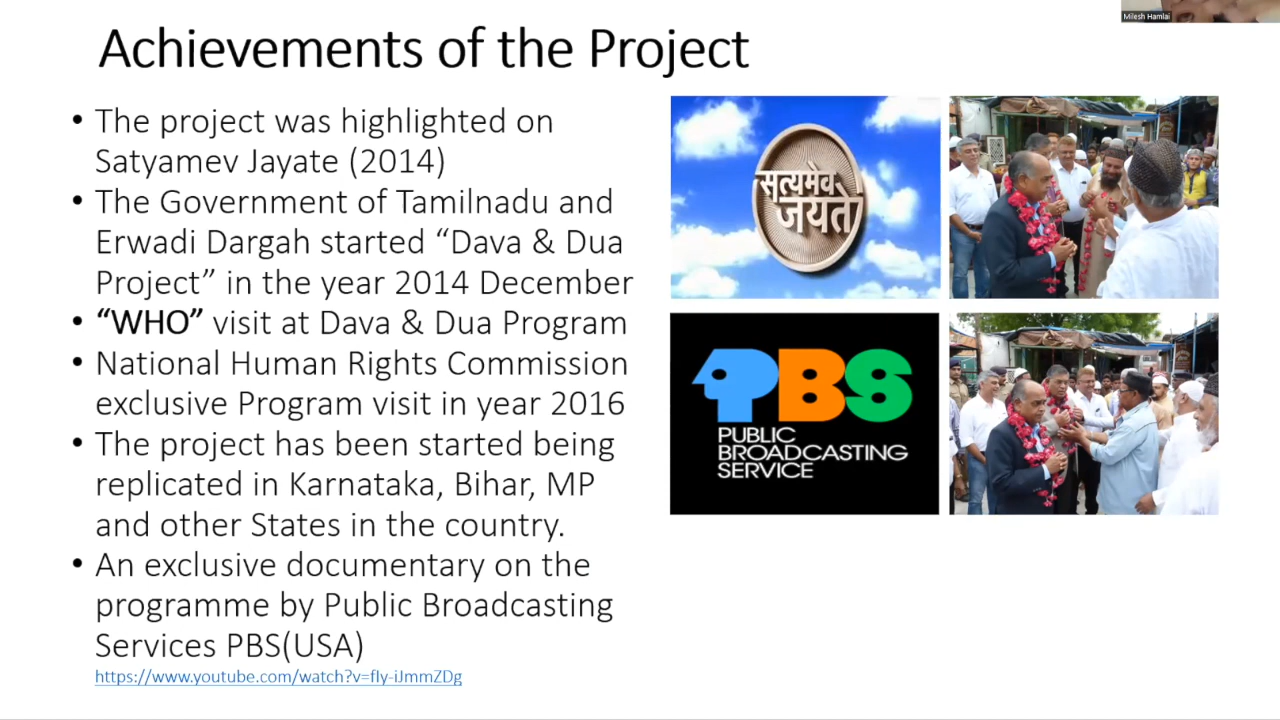 Milesh Hamlai
Achievements of the Project
• The project was highlighted on
Satyamev Jayate (2014)
• The Government of Tamilnadu and
Erwadi Dargah started “Dava & Dua
Project” in the year 2014 December
• “WHO” visit at Dava & Dua Program
• National Human Rights Commission
exclusive Program visit in year 2016
• The project has been started being
replicated in Karnataka, Bihar, MP
and other States in the country.
• An exclusive documentary on the
programme by Public Broadcasting
Services PBS(USA)
https://www.youtube.com/watch?v=fIy-iJmmZDg
सत्यमेव
जयते
PBS
PUBLIC
BROADCASTING
SERVICE